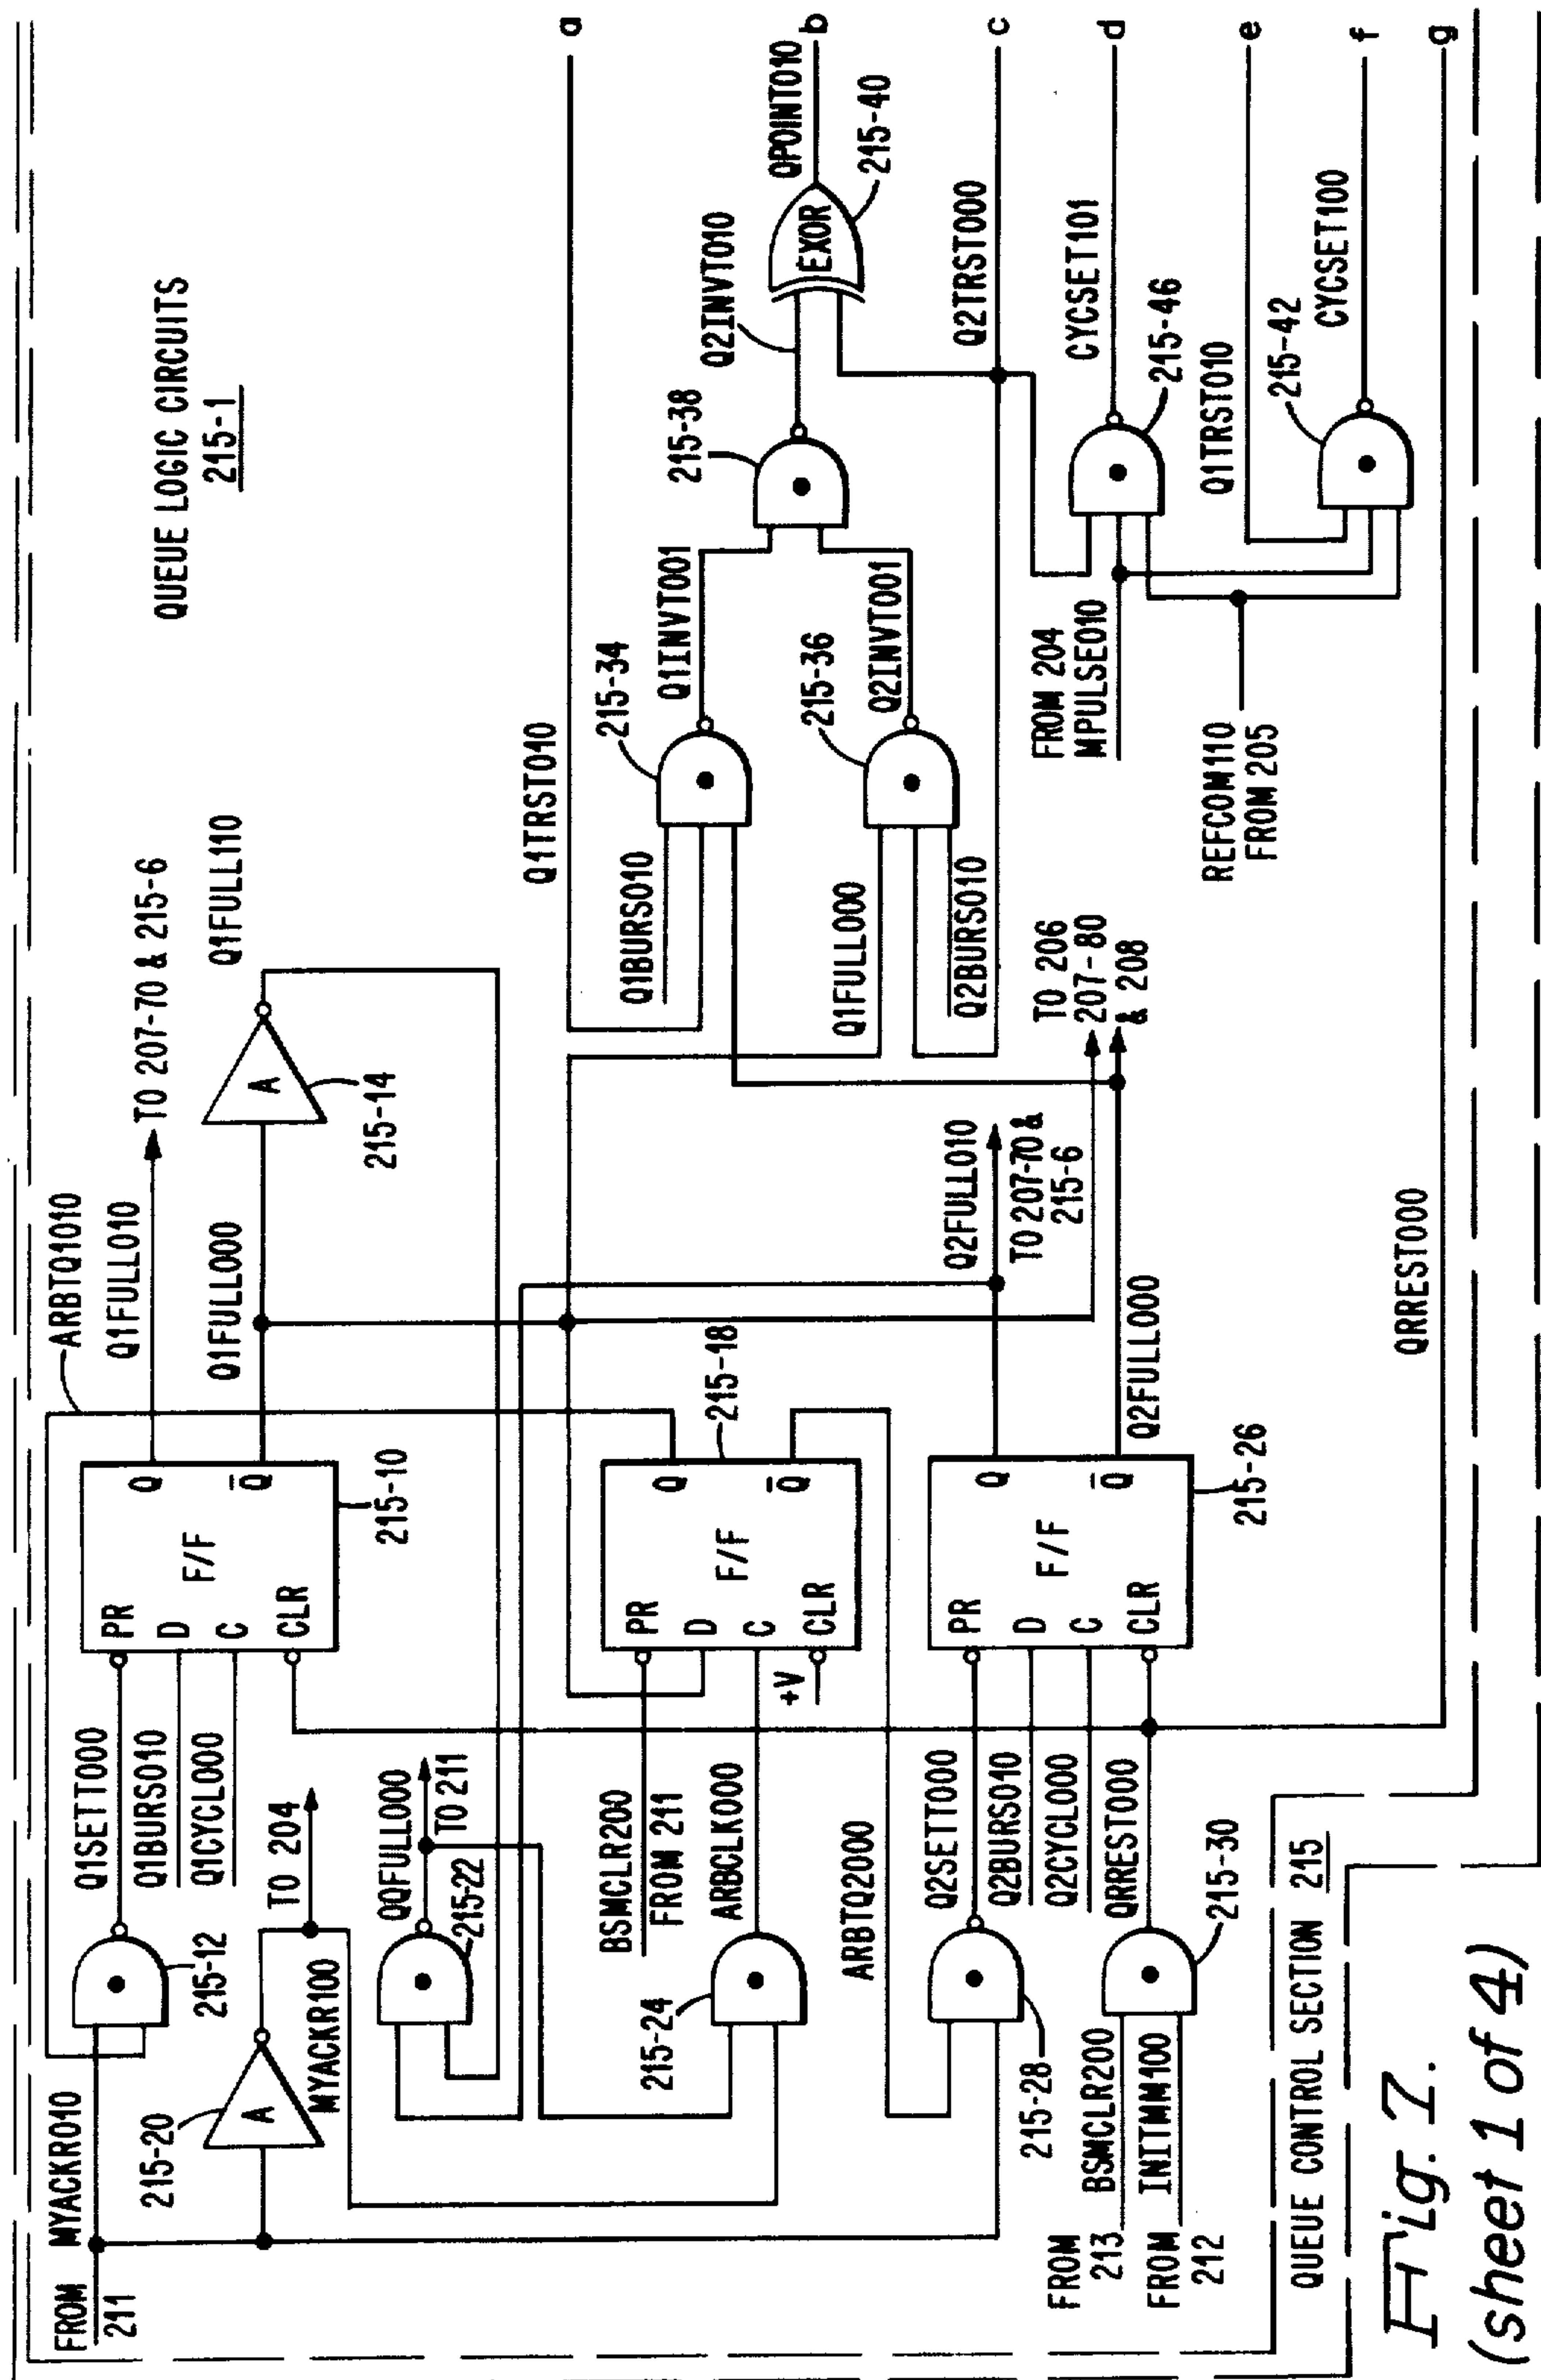 QUEUE LOGIC CIRCUITS
215-1
FROM
211
MYACKR010
215-20
A
MYACKR100
215-12
Q1SETT000
Q1BURS010
Q1CYCL000
TO 204
PR
D
C
CLR
F/F
Q
Q
215-10
ARBTQ1010
Q1FULL010
TO 207-70 & 215-6
Q1FULL000
A
215-14
Q1FULL110
QQFULL000
TO 211
215-22
BSMCLR200
FROM 211
215-24
ARBCLK000
+V
PR
D
C
CLR
F/F
Q
Q
215-18
ARBTQ2000
215-28
Q2SETT000
Q2BURS010
Q2CYCL000
QRREST000
215-30
FROM
213
BSMCLR200
FROM
212
INITMM100
PR
D
C
CLR
F/F
Q
Q
215-26
Q2FULL010
TO 207-70 &
215-6
Q2FULL000
TO 206
207-80
& 208
Q1TRST010
a
Q1BURS010
215-34
Q1INVT001
Q1FULL000
Q2BURS010
215-36
Q2INVT001
215-38
Q2INVT010
EXOR
QPOINT010
b
215-40
Q2TRST000
c
FROM 204
MPULSE010
CYCSET101
d
215-46
REFCOM110
FROM 205
Q1TRST010
e
215-42
CYCSET100
f
QRREST000
g
QUEUE CONTROL SECTION 215
Fig. 7.
(sheet 1 of 4)